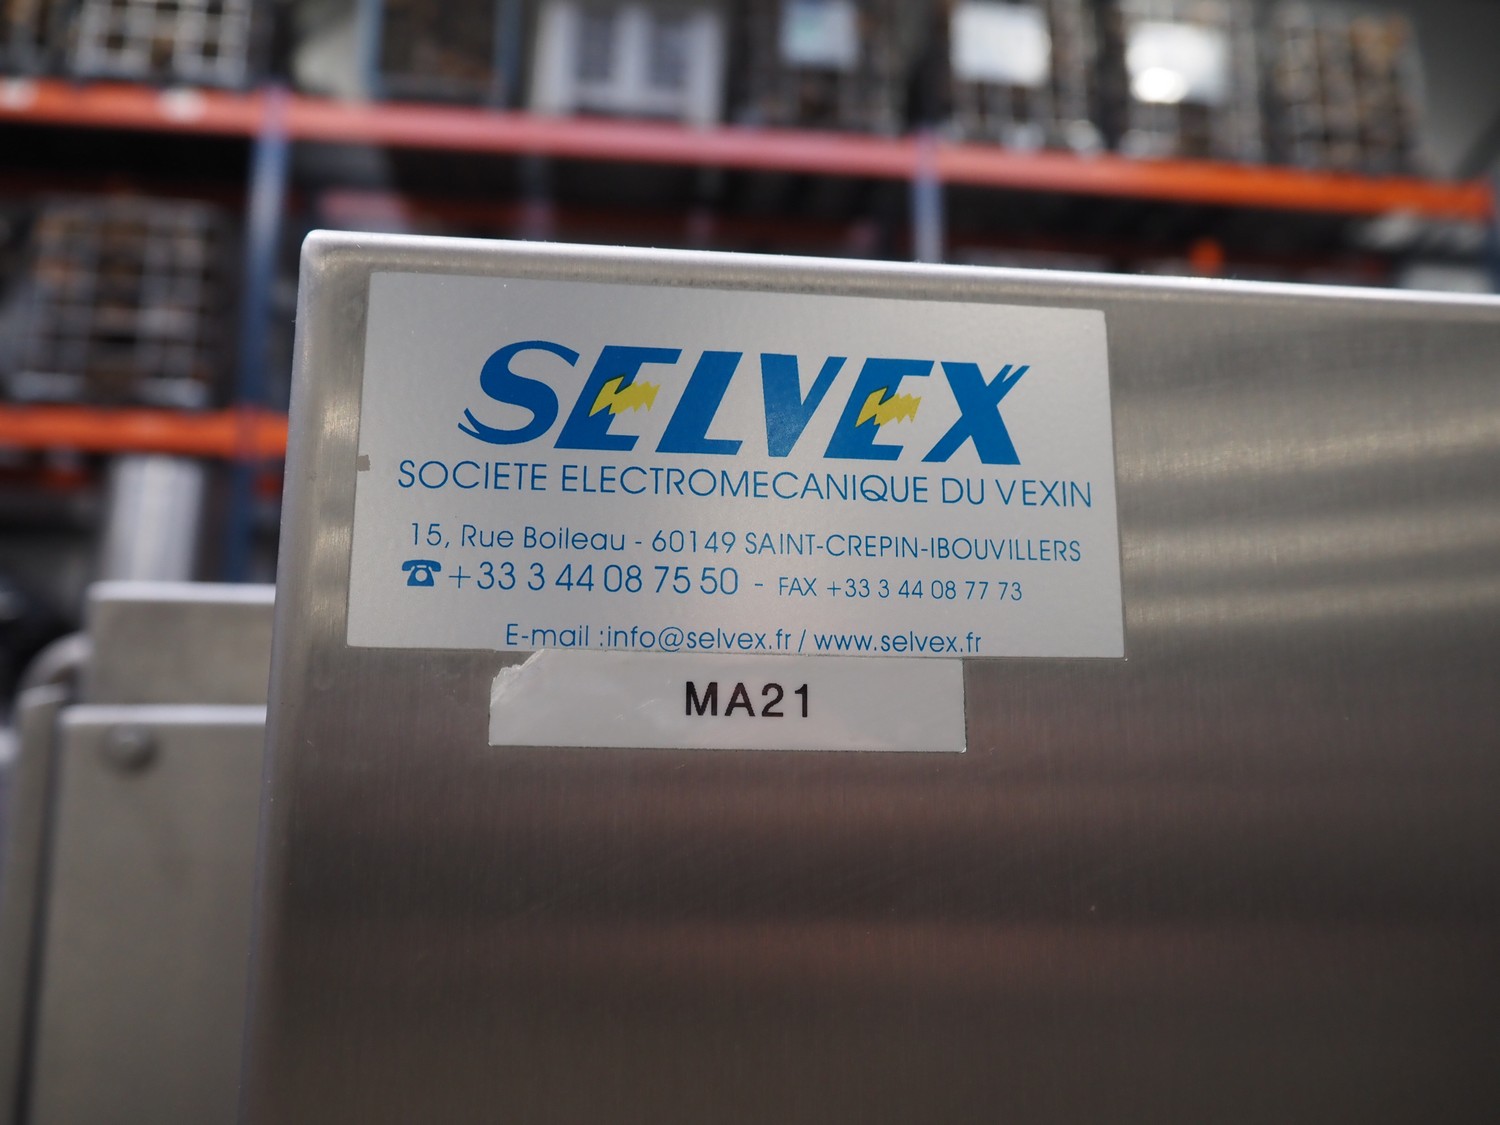 SELVEX
SOCIETE ELECTROMECANIQUE DU VEXIN
15, Rue Boileau - 60149 SAINT-CREPIN-IBOUVILLERS
☎ +33 3 44 08 75 50 - FAX +33 3 44 08 77 73
E-mail :info@selvex.fr / www.selvex.fr
MA21